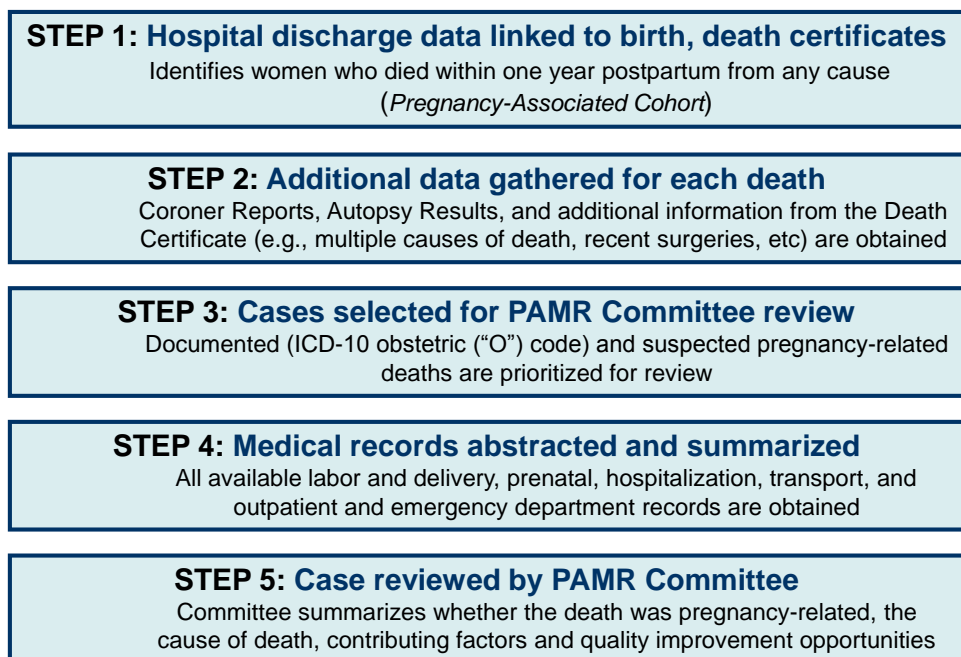 STEP 1: Hospital discharge data linked to birth, death certificates
Identifies women who died within one year postpartum from any cause
(Pregnancy-Associated Cohort)
STEP 2: Additional data gathered for each death
Coroner Reports, Autopsy Results, and additional information from the Death
Certificate (e.g., multiple causes of death, recent surgeries, etc) are obtained
STEP 3: Cases selected for PAMR Committee review
Documented (ICD-10 obstetric (“O”) code) and suspected pregnancy-related
deaths are prioritized for review
STEP 4: Medical records abstracted and summarized
All available labor and delivery, prenatal, hospitalization, transport, and
outpatient and emergency department records are obtained
STEP 5: Case reviewed by PAMR Committee
Committee summarizes whether the death was pregnancy-related, the
cause of death, contributing factors and quality improvement opportunities